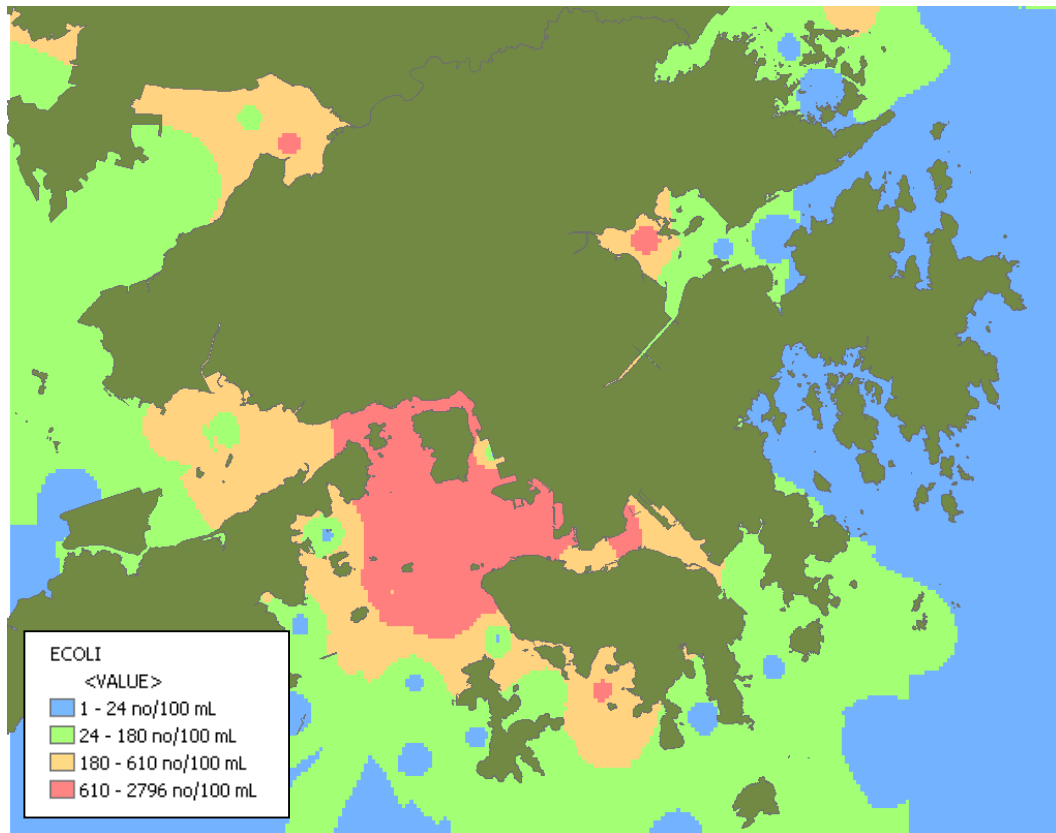 ECOLI
<VALUE>
1 - 24 no/100 mL
24 - 180 no/100 mL
180 - 610 no/100 mL
610 - 2796 no/100 mL